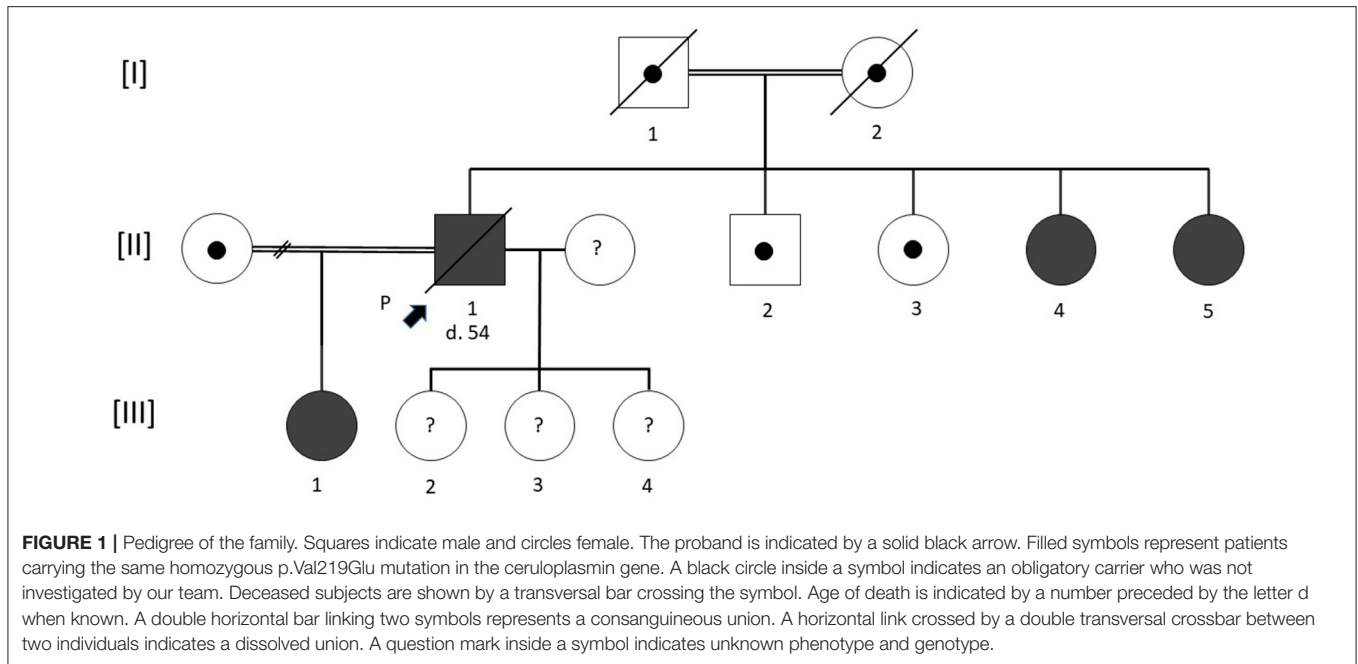 [I]
1
2
[II]
?
P
1
d. 54
2
3
4
5
[III]
?
?
?
1
2
3
4
FIGURE 1 | Pedigree of the family. Squares indicate male and circles female. The proband is indicated by a solid black arrow. Filled symbols represent patients
carrying the same homozygous p.Val219Glu mutation in the ceruloplasmin gene. A black circle inside a symbol indicates an obligatory carrier who was not
investigated by our team. Deceased subjects are shown by a transversal bar crossing the symbol. Age of death is indicated by a number preceded by the letter d
when known. A double horizontal bar linking two symbols represents a consanguineous union. A horizontal link crossed by a double transversal crossbar between
two individuals indicates a dissolved union. A question mark inside a symbol indicates unknown phenotype and genotype.